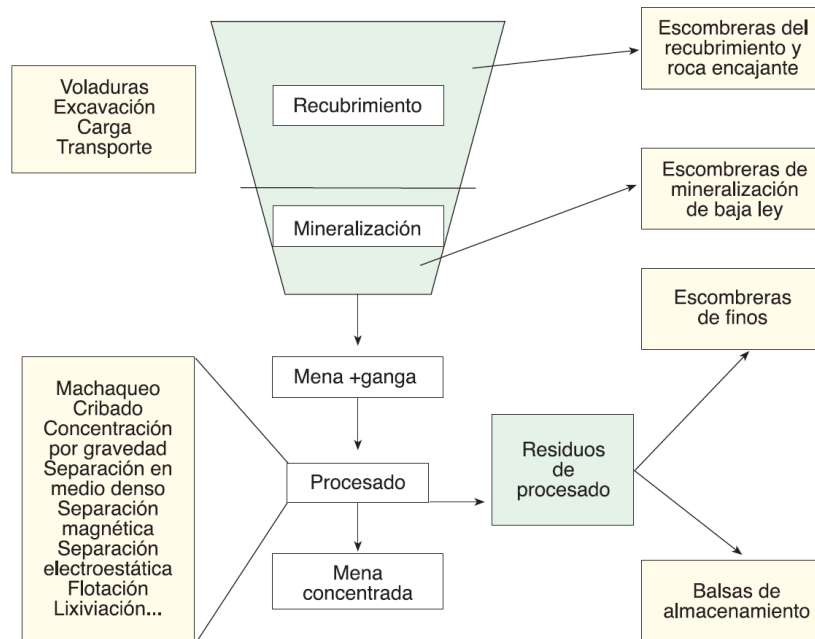 Voladuras
Excavación
Carga
Transporte
Recubrimiento
Mineralización
Escombreras del
recubrimiento y
roca encajante
Escombreras de
mineralización
de baja ley
Escombreras
de finos
Mena +ganga
Machaqueo
Cribado
Concentración
por gravedad
Separación en
medio denso
Separación
magnética
Separación
electroestática
Flotación
Lixiviación...
Procesado
Residuos
de
procesado
Mena
concentrada
Balsas de
almacenamiento